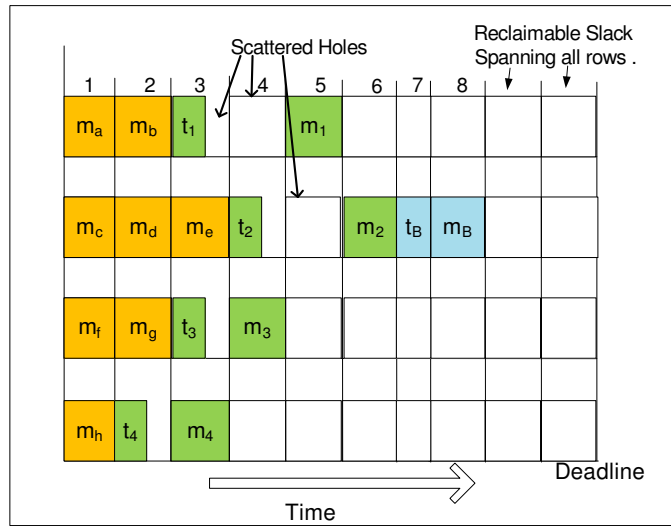 Reclaimable Slack
Scattered Holes
Spanning all rows .
1 2 3 4 5 6 7 8
ma mb t1 m1
mc md me t2 m2 tB mB
mf mg t3 m3
mh t4 m4
Deadline
Time